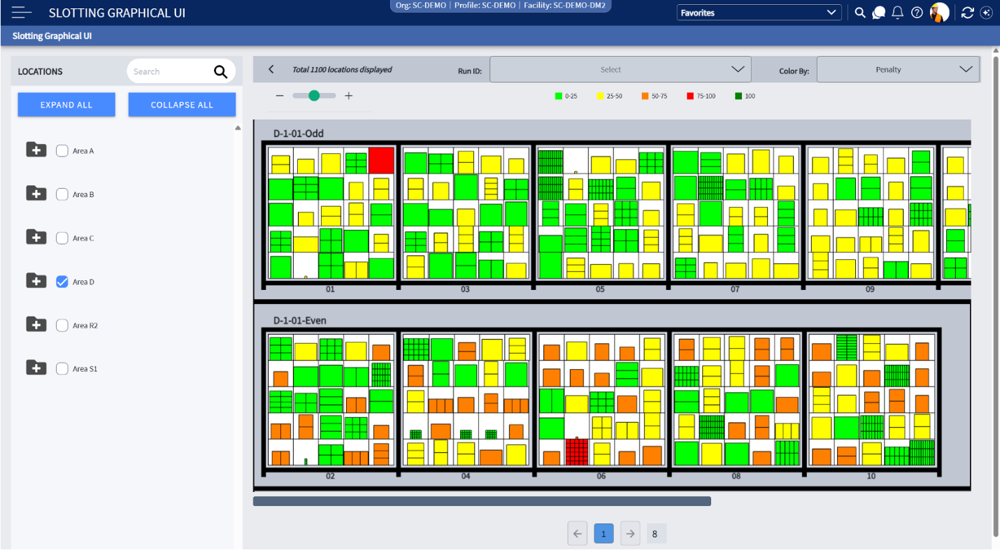 SLOTTING GRAPHICAL UI
Org: SC-DEMO | Profile: SC-DEMO | Facility: SC-DEMO-DM2
Favorites
Slotting Graphical UI
LOCATIONS
Search
EXPAND ALL
COLLAPSE ALL
Area A
Area B
Area C
Area D
Area R2
Area S1
Total 1100 locations displayed
Run ID:
Select
Color By:
Penalty
0-25
25-50
50-75
75-100
100
D-1-01-Odd
01
03
05
07
09
D-1-01-Even
02
04
06
08
10
1
8